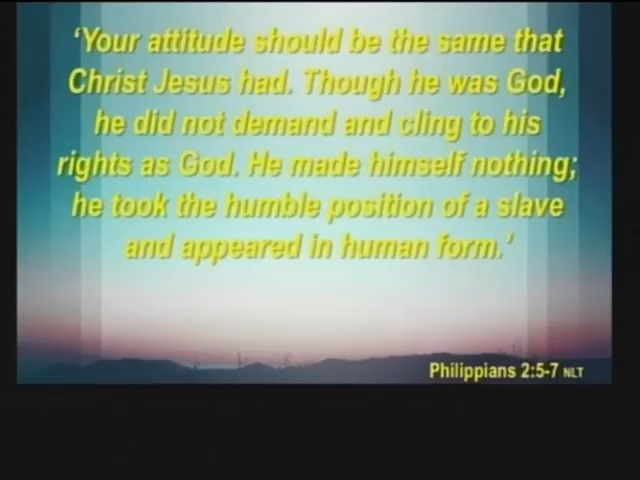 ‘Your attitude should be the same that
Christ Jesus had. Though he was God,
he did not demand and cling to his
rights as God. He made himself nothing;
he took the humble position of a slave
and appeared in human form.’
Philippians 2:5-7 NLT